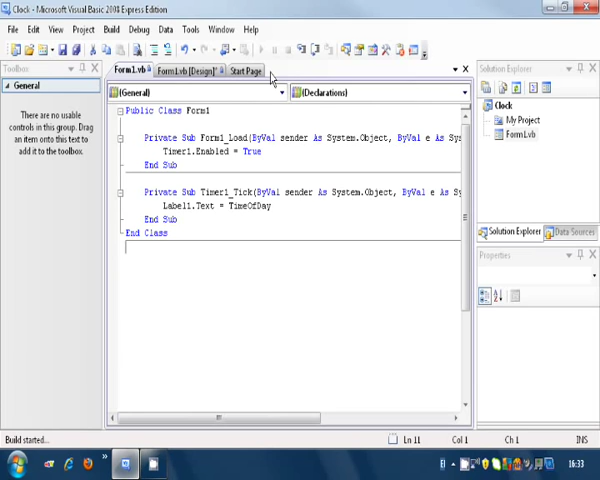 Clock - Microsoft Visual Basic 2008 Express Edition
File Edit View Project Build Debug Data Tools Window Help
Toolbox
General
There are no usable
controls in this group. Drag
an item onto this text to
add it to the toolbox.
Form1.vb Form1.vb [Design]* Start Page
(General) (Declarations)
Public Class Form1
Private Sub Form1_Load(ByVal sender As System.Object, ByVal e As Sys
Timer1.Enabled = True
End Sub
Private Sub Timer1_Tick(ByVal sender As System.Object, ByVal e As Sy
Label1.Text = TimeOfDay
End Sub
End Class
Solution Explorer
Clock
My Project
Form1.vb
Solution Explorer Data Sources
Properties
Build started...
Ln 11 Col 1 Ch 1 INS
16:33